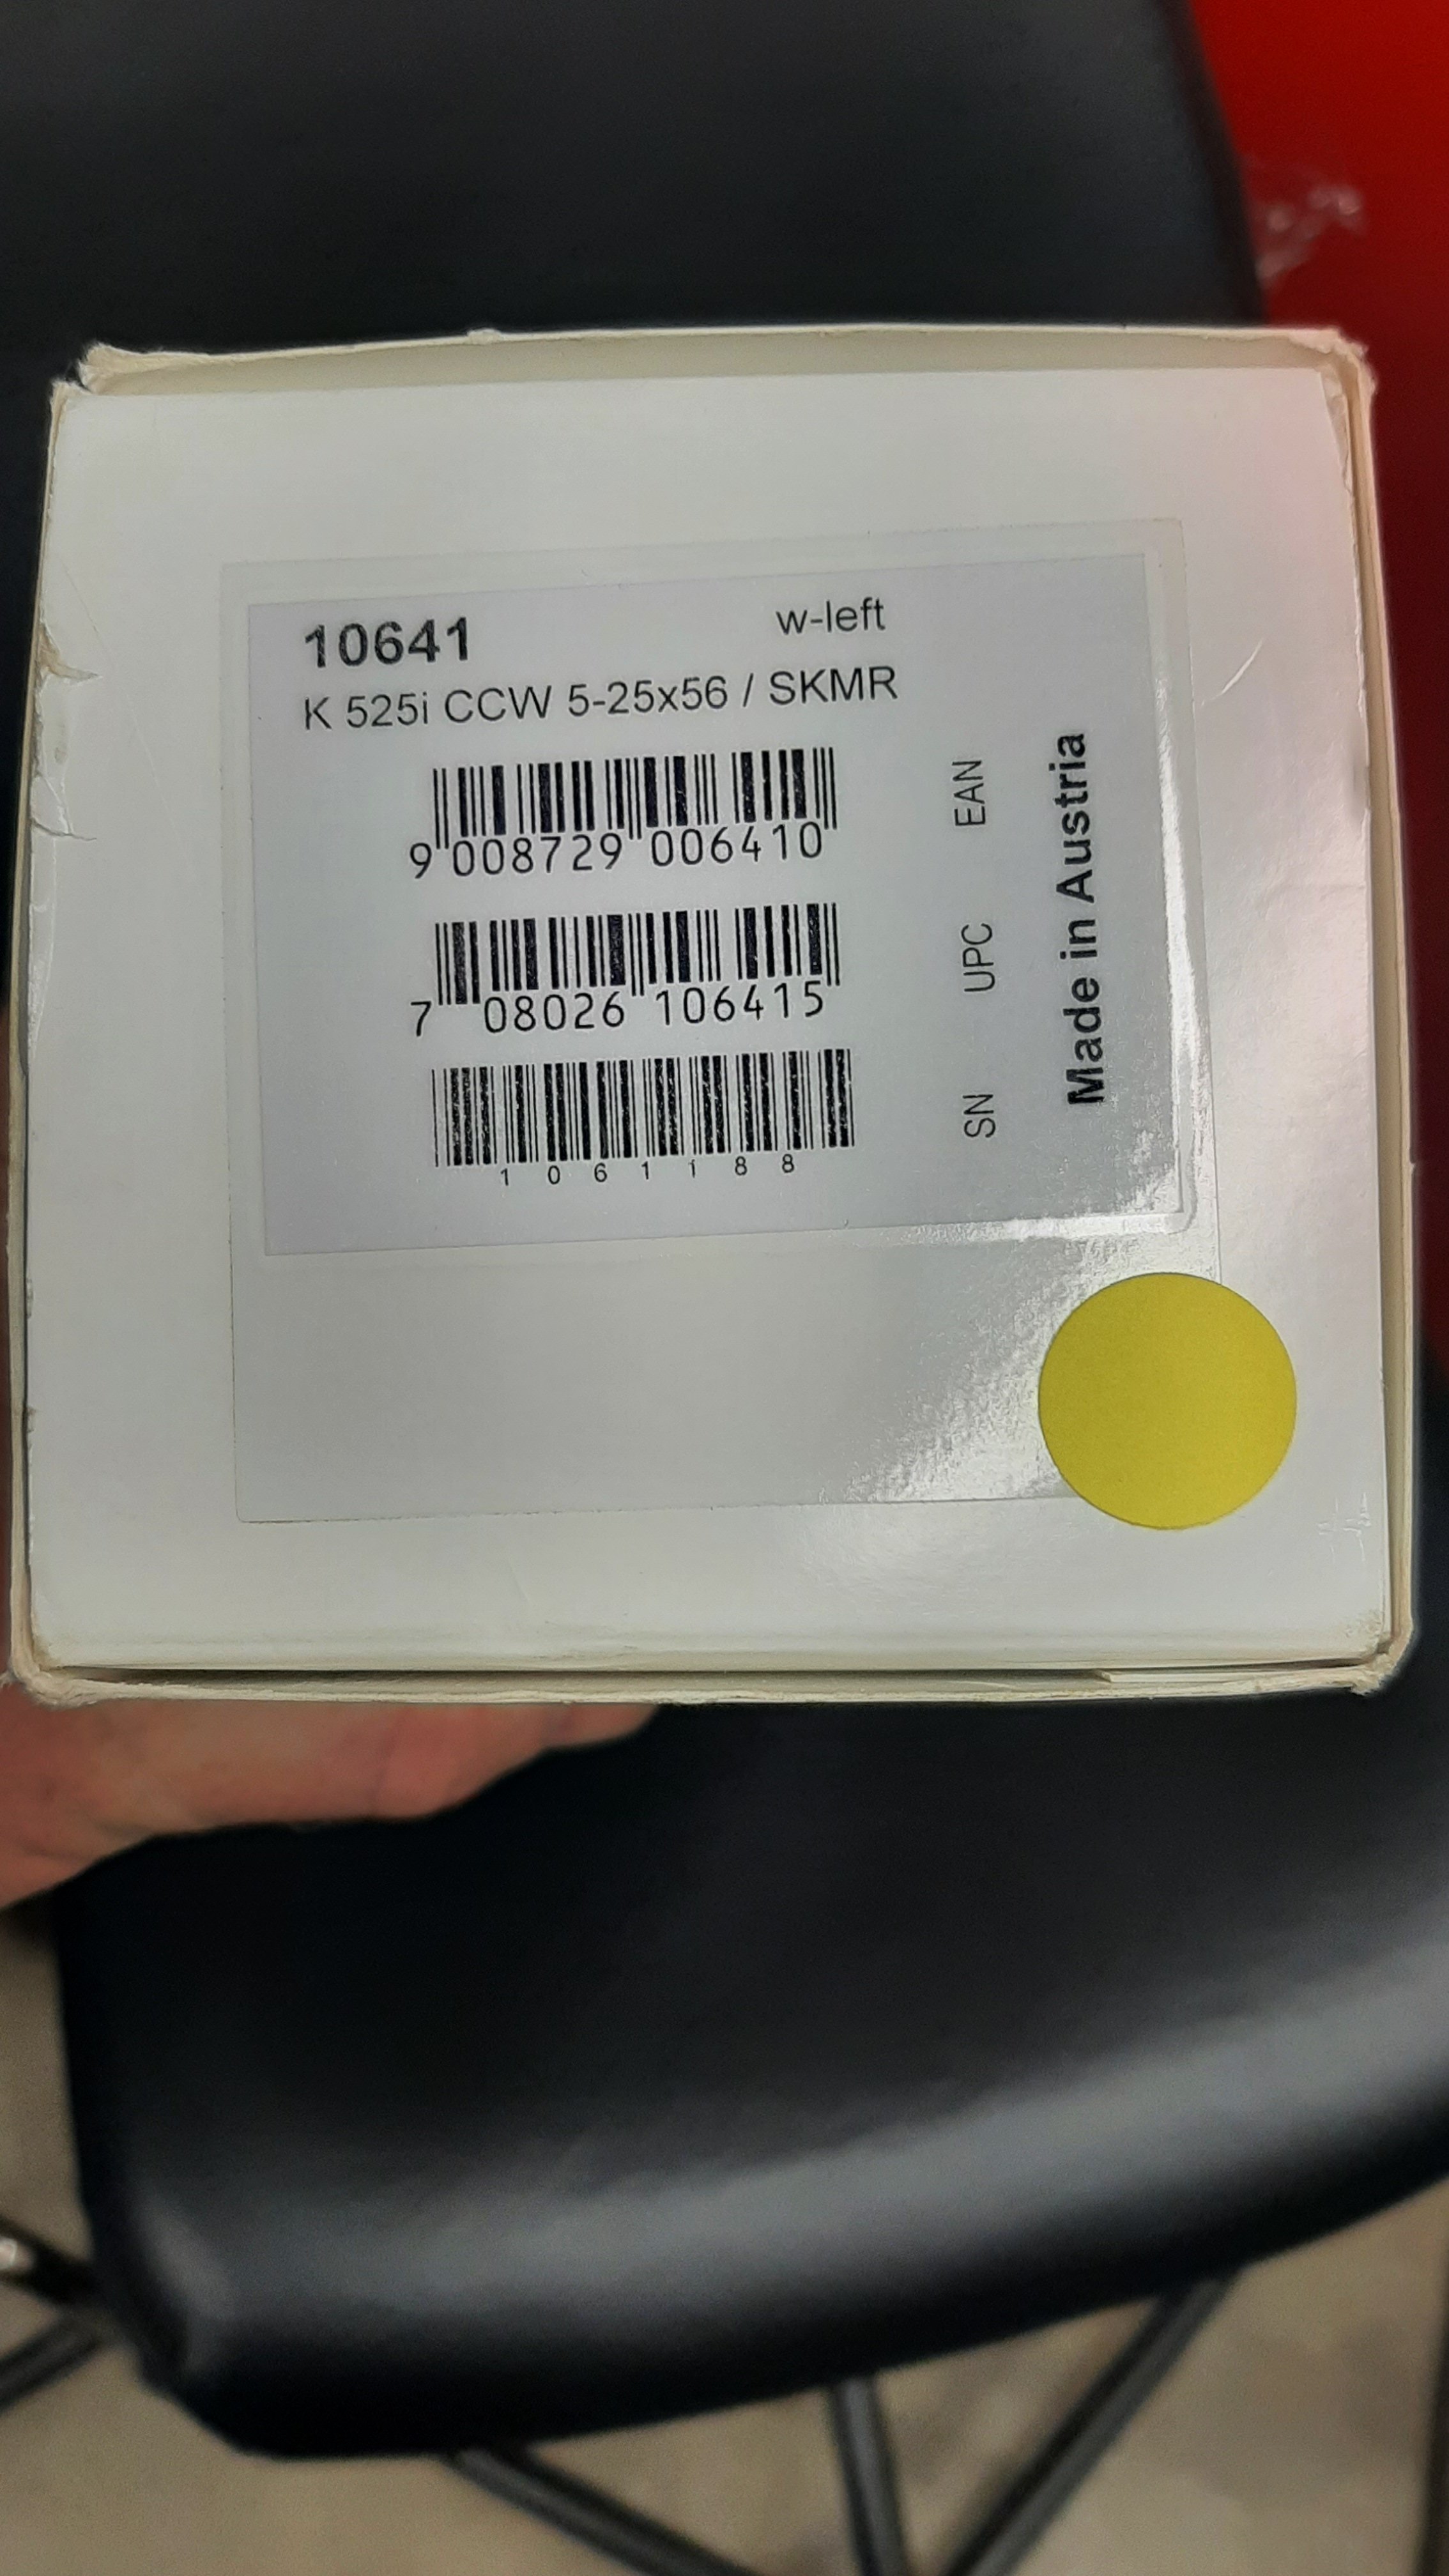 10641 w-left
K 525i CCW 5-25x56 / SKMR
9 008729 006410 EAN
7 08026 106415 UPC
1061188 SN
Made in Austria